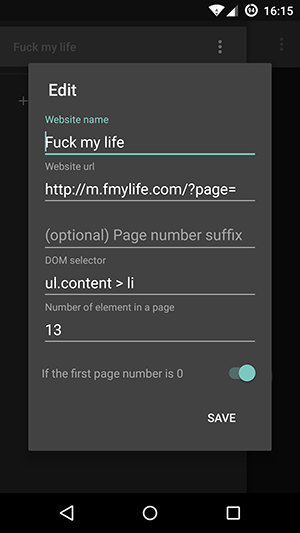 16:15
94
Fuck my life
Edit
Website name
Fuck my life
Website url
http://m.fmylife.com/?page=
(optional) Page number suffix
DOM selector
ul.content > li
Number of element in a page
13
If the first page number is 0
SAVE